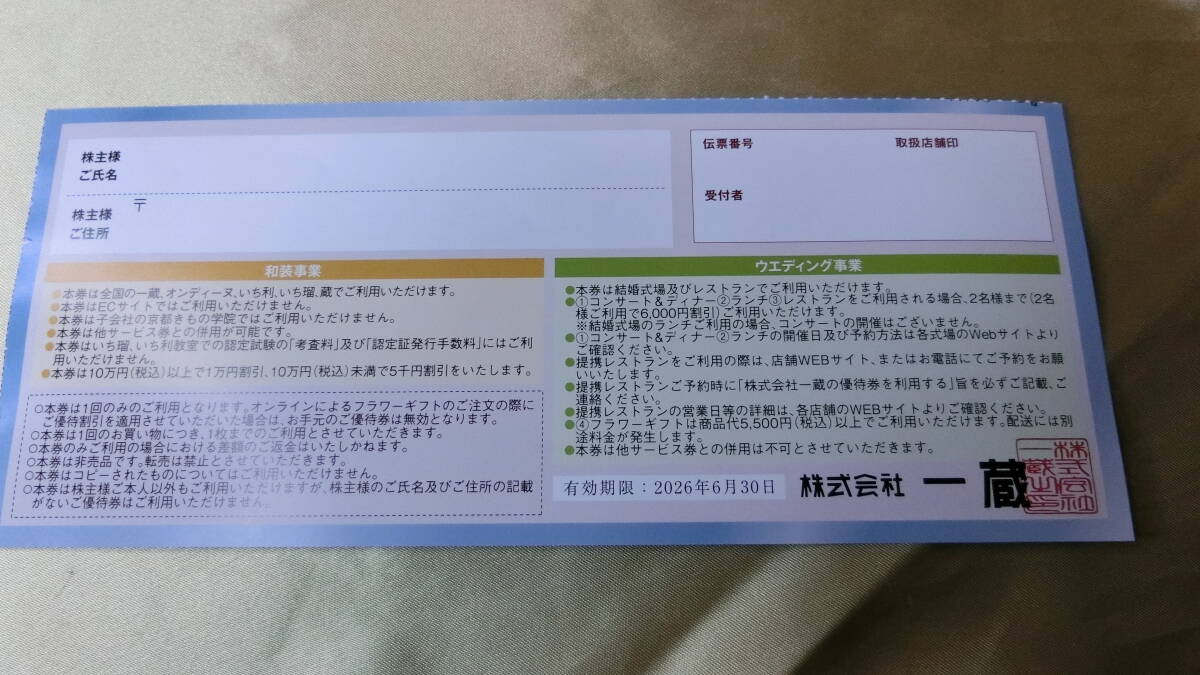 株主様
ご氏名
〒
株主様
ご住所
伝票番号
取扱店舗印
受付者
和装事業
●本券は全国の一蔵、オンディーヌ、いち利、いち瑠、蔵でご利用いただけます。
●本券はECサイトではご利用いただけません。
●本券は子会社の京都きもの学院ではご利用いただけません。
●本券は他サービス券との併用が可能です。
●本券はいち瑠、いち利教室での認定試験の「考査料」及び「認定証発行手数料」にはご利
用いただけません。
●本券は10万円(税込)以上で1万円割引、10万円(税込)未満で5千円割引をいたします。
○本券は1回のみのご利用となります。オンラインによるフラワーギフトのご注文の際に
ご優待割引を適用させていただいた場合は、お手元のご優待券は無効となります。
○本券は1回のお買い物につき、1枚までのご利用とさせていただきます。
○本券のみご利用の場合における差額のご返金はいたしかねます。
○本券は非売品です。転売は禁止とさせていただきます。
○本券はコピーされたものについてはご利用いただけません。
○本券は株主様ご本人以外もご利用いただけますが、株主様のご氏名及びご住所の記載
がないご優待券はご利用いただけません。
ウエディング事業
●本券は結婚式場及びレストランでご利用いただけます。
●①コンサート&ディナー②ランチ③レストランをご利用される場合、2名様まで(2名
様ご利用で6,000円割引)ご利用いただけます。
※結婚式場のランチご利用の場合、コンサートの開催はございません。
●①コンサート&ディナー②ランチの開催日及び予約方法は各式場のWebサイトより
ご確認ください。
●提携レストランをご利用の際は、店舗WEBサイト、またはお電話にてご予約をお願
いいたします。
●提携レストランご予約時に「株式会社一蔵の優待券を利用する」旨を必ずご記載、ご
連絡ください。
●提携レストランの営業日等の詳細は、各店舗のWEBサイトよりご確認ください。
●④フラワーギフトは商品代5,500円(税込)以上でご利用いただけます。配送には別
途料金が発生します。
●本券は他サービス券との併用は不可とさせていただきます。
有効期限：2026年6月30日
株式会社 一 蔵
株式会社
一蔵之印